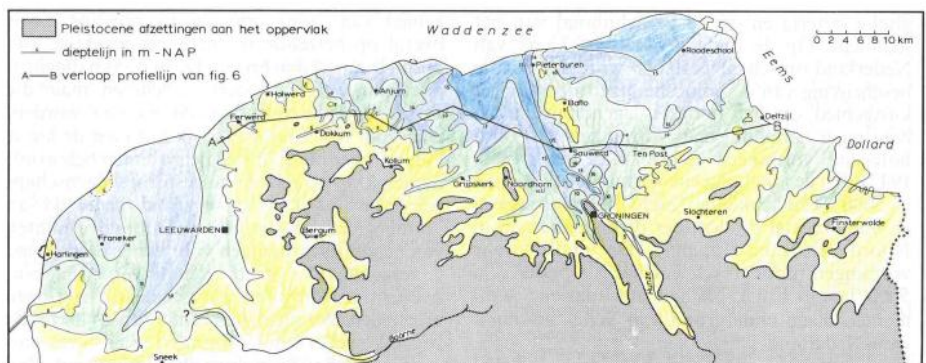 Pleistocene afzettingen aan het oppervlak
dieptelijn in m -NAP
A—B verloop profiellijn van fig. 6
Waddenzee
0 2 4 6 8 10 km
Roodeschool
Eems
Pieterburen
Holwerd
Anjum
Baflo
Ferwerd
Delfzijl
A
B
Dokkum
Dollard
Kollum
Sauwerd
Ten Post
Grijpskerk
Noordhorn
GRONINGEN
Slochteren
Finsterwolde
LEEUWARDEN
Bergum
Franeker
Harlingen
Hunze
?
Boorne
Sneek